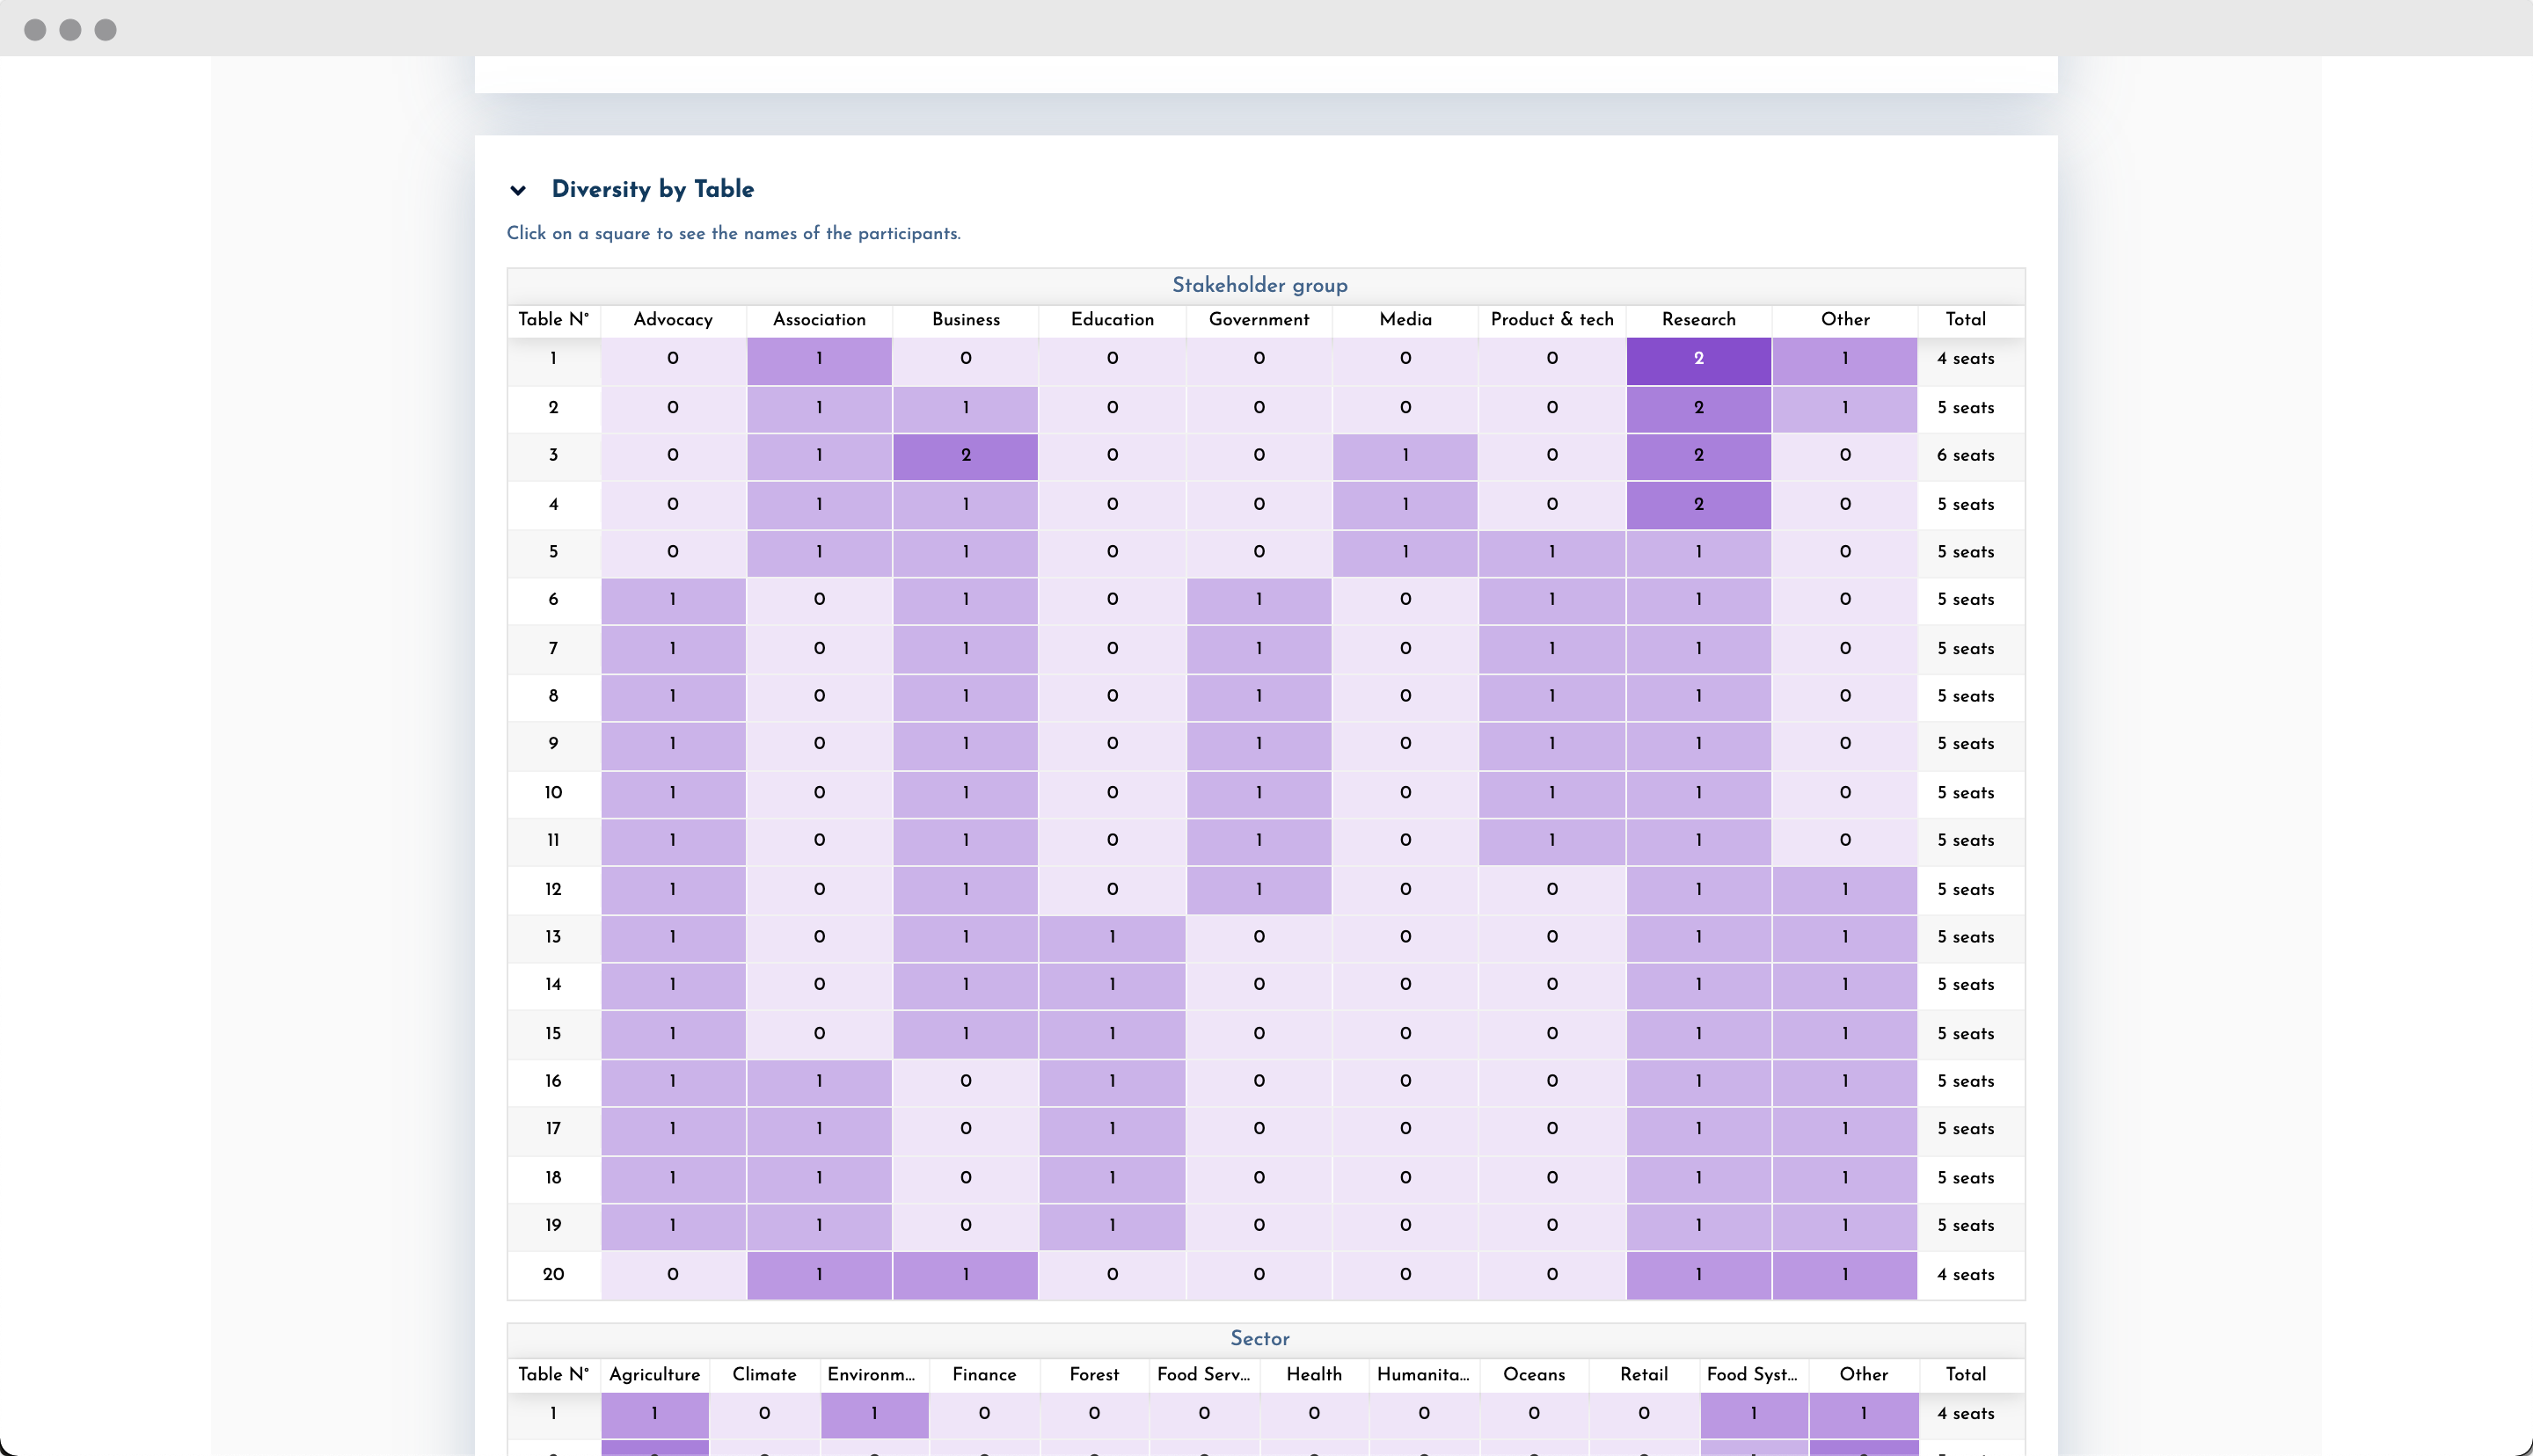 Diversity by Table
Click on a square to see the names of the participants.
Stakeholder group
Table N° Advocacy Association Business Education Government Media Product & tech Research Other Total
1 0 1 0 0 0 0 0 2 1 4 seats
2 0 1 1 0 0 0 0 2 1 5 seats
3 0 1 2 0 0 1 0 2 0 6 seats
4 0 1 1 0 0 1 0 2 0 5 seats
5 0 1 1 0 0 1 1 1 0 5 seats
6 1 0 1 0 1 0 1 1 0 5 seats
7 1 0 1 0 1 0 1 1 0 5 seats
8 1 0 1 0 1 0 1 1 0 5 seats
9 1 0 1 0 1 0 1 1 0 5 seats
10 1 0 1 0 1 0 1 1 0 5 seats
11 1 0 1 0 1 0 1 1 0 5 seats
12 1 0 1 0 1 0 0 1 1 5 seats
13 1 0 1 1 0 0 0 1 1 5 seats
14 1 0 1 1 0 0 0 1 1 5 seats
15 1 0 1 1 0 0 0 1 1 5 seats
16 1 1 0 1 0 0 0 1 1 5 seats
17 1 1 0 1 0 0 0 1 1 5 seats
18 1 1 0 1 0 0 0 1 1 5 seats
19 1 1 0 1 0 0 0 1 1 5 seats
20 0 1 1 0 0 0 0 1 1 4 seats
Sector
Table N° Agriculture Climate Environm... Finance Forest Food Serv... Health Humanita... Oceans Retail Food Syst... Other Total
1 1 0 1 0 0 0 0 0 0 0 1 1 4 seats